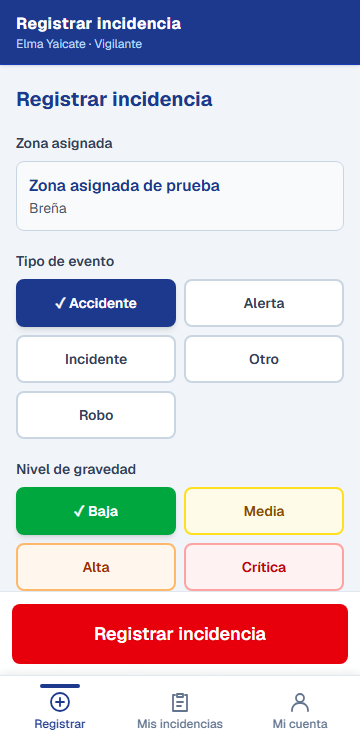 Registrar incidencia
Elma Yaicate · Vigilante
Registrar incidencia
Zona asignada
Zona asignada de prueba
Breña
Tipo de evento
✓ Accidente
Alerta
Incidente
Otro
Robo
Nivel de gravedad
✓ Baja
Media
Alta
Crítica
Registrar incidencia
Registrar
Mis incidencias
Mi cuenta